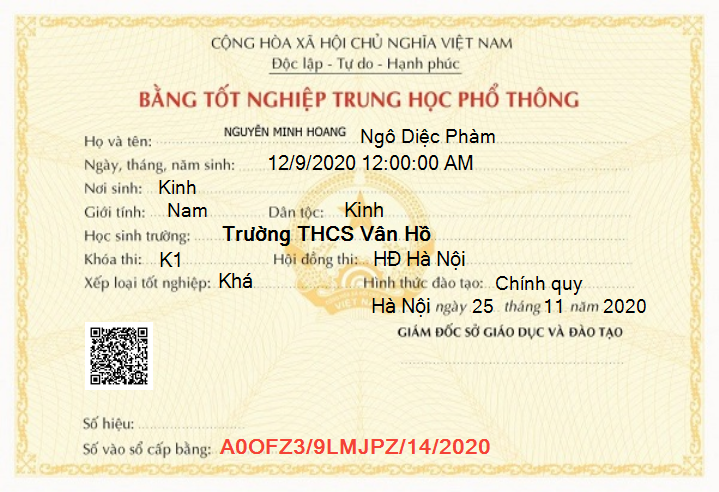 CỘNG HÒA XÃ HỘI CHỦ NGHĨA VIỆT NAM
Độc lập - Tự do - Hạnh phúc
BẰNG TỐT NGHIỆP TRUNG HỌC PHỔ THÔNG
Họ và tên: NGUYỄN MINH HOANG Ngô Diệc Phàm
Ngày, tháng, năm sinh: 12/9/2020 12:00:00 AM
Nơi sinh: Kinh
Giới tính: Nam Dân tộc: Kinh
Học sinh trường: Trường THCS Vân Hồ
Khóa thi: K1 Hội đồng thi: HĐ Hà Nội
Xếp loại tốt nghiệp: Khá Hình thức đào tạo: Chính quy
Hà Nội ngày 25 tháng 11 năm 2020
GIÁM ĐỐC SỞ GIÁO DỤC VÀ ĐÀO TẠO
VIỆT NAM
Số hiệu:
Số vào sổ cấp bằng: A0OFZ3/9LMJPZ/14/2020